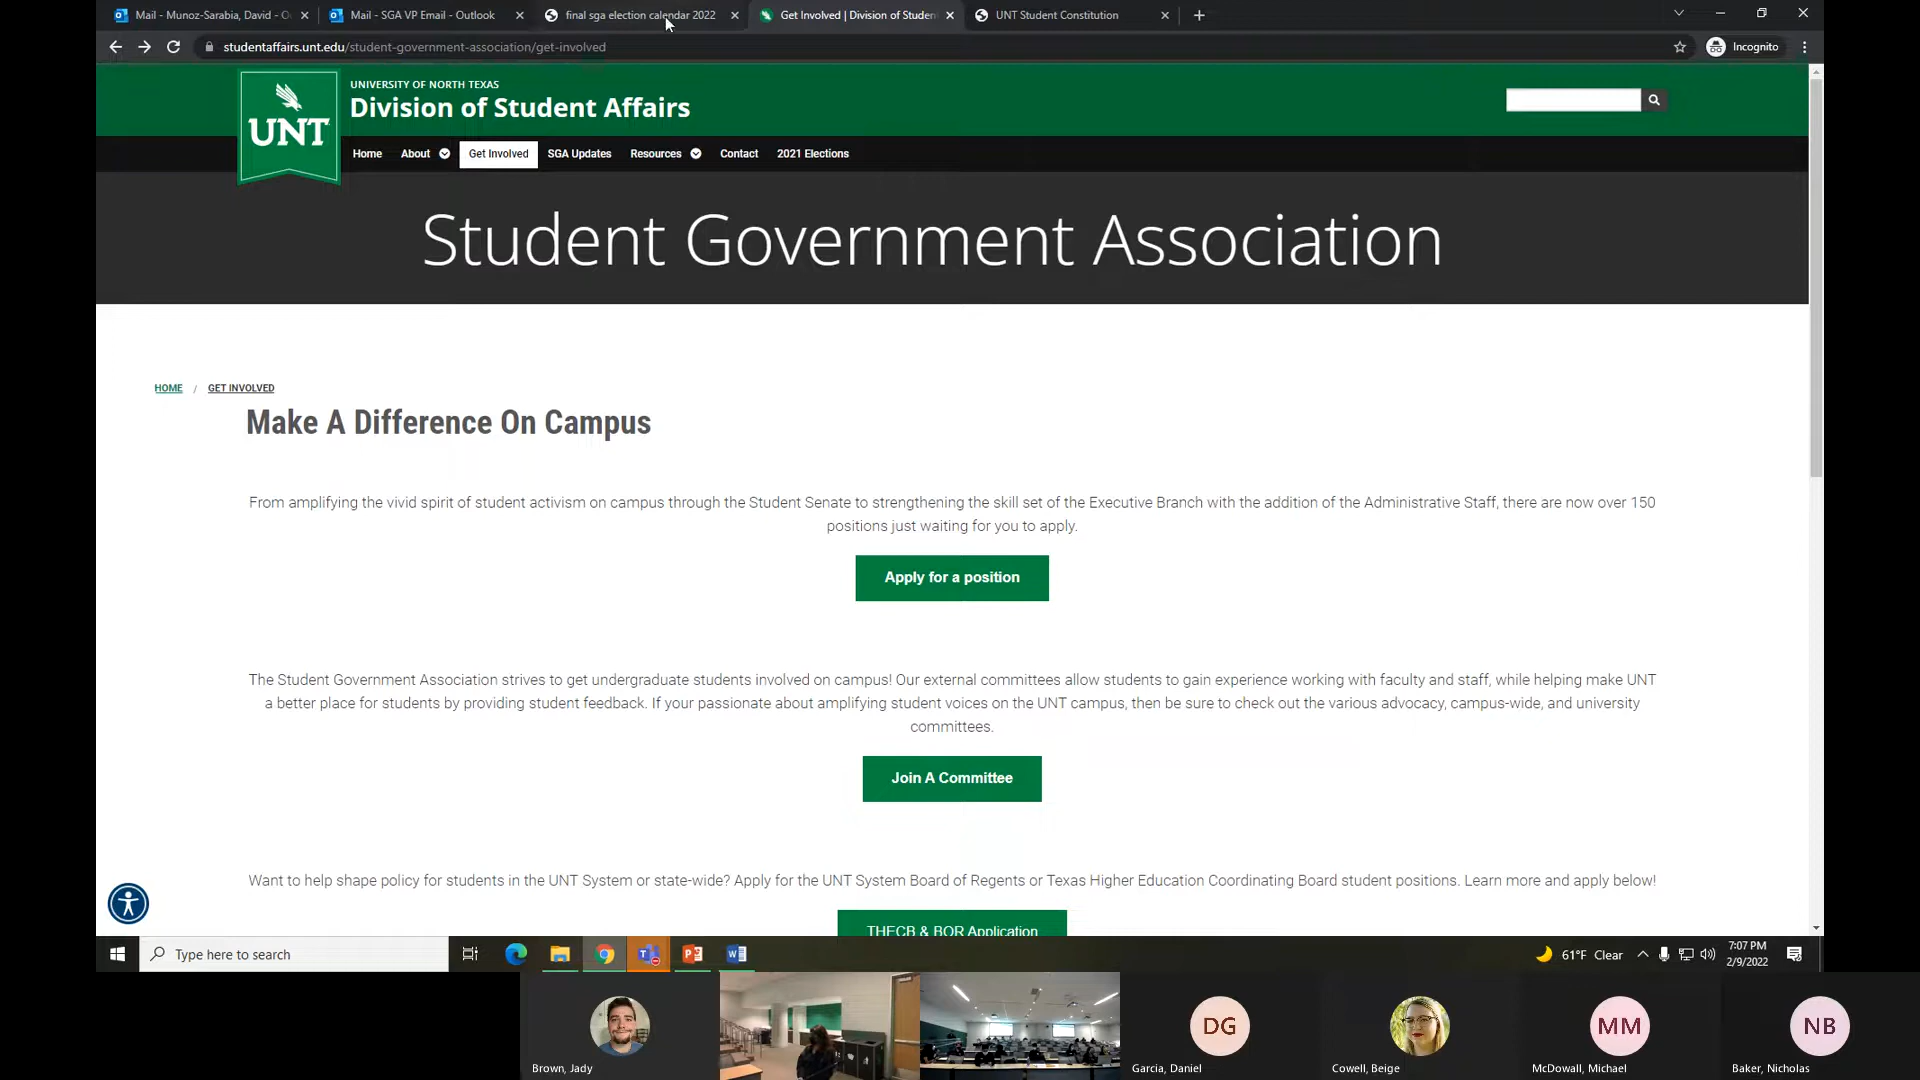 Mail - Munoz-Sarabia, David - O
Mail - SGA VP Email - Outlook
final sga election calendar 2022
Get Involved | Division of Studen
UNT Student Constitution
studentaffairs.unt.edu/student-government-association/get-involved
Incognito
UNIVERSITY OF NORTH TEXAS
Division of Student Affairs
UNT
Home
About
Get Involved
SGA Updates
Resources
Contact
2021 Elections
Student Government Association
HOME / GET INVOLVED
Make A Difference On Campus
From amplifying the vivid spirit of student activism on campus through the Student Senate to strengthening the skill set of the Executive Branch with the addition of the Administrative Staff, there are now over 150
positions just waiting for you to apply.
Apply for a position
The Student Government Association strives to get undergraduate students involved on campus! Our external committees allow students to gain experience working with faculty and staff, while helping make UNT
a better place for students by providing student feedback. If your passionate about amplifying student voices on the UNT campus, then be sure to check out the various advocacy, campus-wide, and university
committees.
Join A Committee
Want to help shape policy for students in the UNT System or state-wide? Apply for the UNT System Board of Regents or Texas Higher Education Coordinating Board student positions. Learn more and apply below!
THECB & BOR Application
Type here to search
61°F Clear
7:07 PM
2/9/2022
DG
MM
NB
Brown, Jady
Garcia, Daniel
Cowell, Beige
McDowall, Michael
Baker, Nicholas